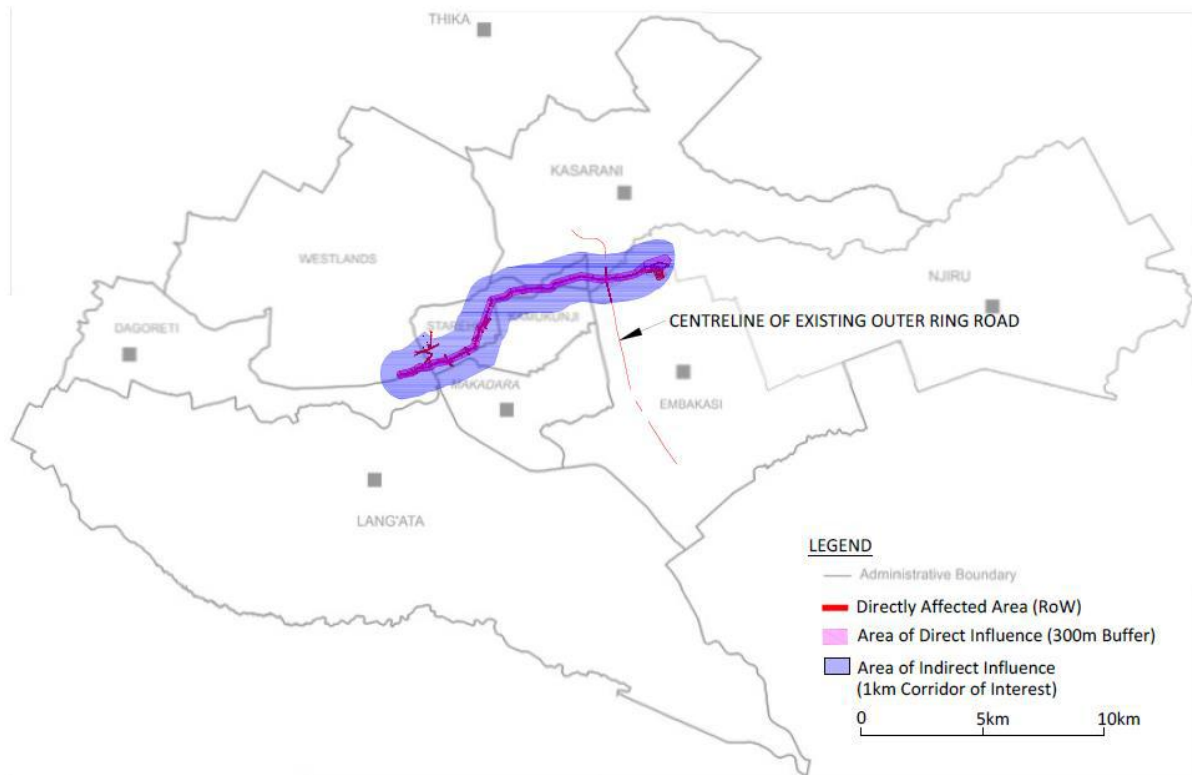 THIKA
KASARANI
WESTLANDS
NJIRU
CENTRELINE OF EXISTING OUTER RING ROAD
DAGORETI
MAKADARA
EMBAKASI
LANG'ATA
LEGEND
Administrative Boundary
Directly Affected Area (RoW)
Area of Direct Influence (300m Buffer)
Area of Indirect Influence
(1km Corridor of Interest)
0 5km 10km